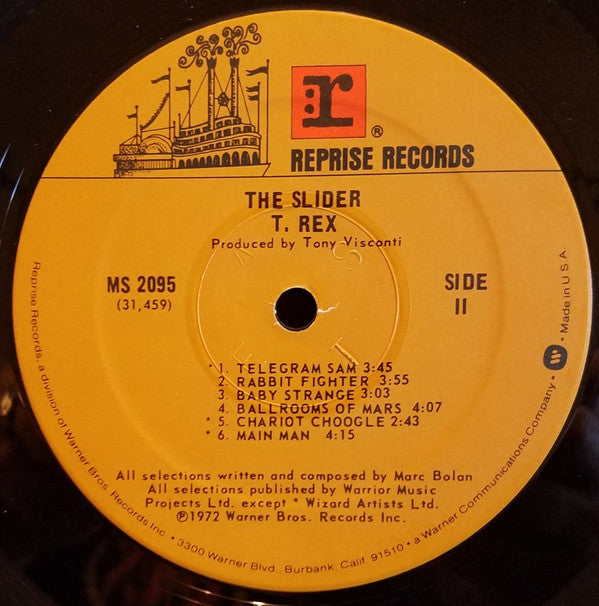 r
®
REPRISE RECORDS
THE SLIDER
T. REX
Produced by Tony Visconti
MS 2095
(31,459)
SIDE
II
* 1. TELEGRAM SAM 3:45
2. RABBIT FIGHTER 3:55
3. BABY STRANGE 3:03
4. BALLROOMS OF MARS 4:07
* 5. CHARIOT CHOOGLE 2:43
* 6. MAIN MAN 4:15
All selections written and composed by Marc Bolan
All selections published by Warrior Music
Projects Ltd. except * Wizard Artists Ltd.
℗1972 Warner Bros. Records Inc.
Reprise Records, a division of Warner Bros. Records Inc. • 3300 Warner Blvd., Burbank, Calif. 91510 • a Warner Communications Company. • W • Made in U.S.A.